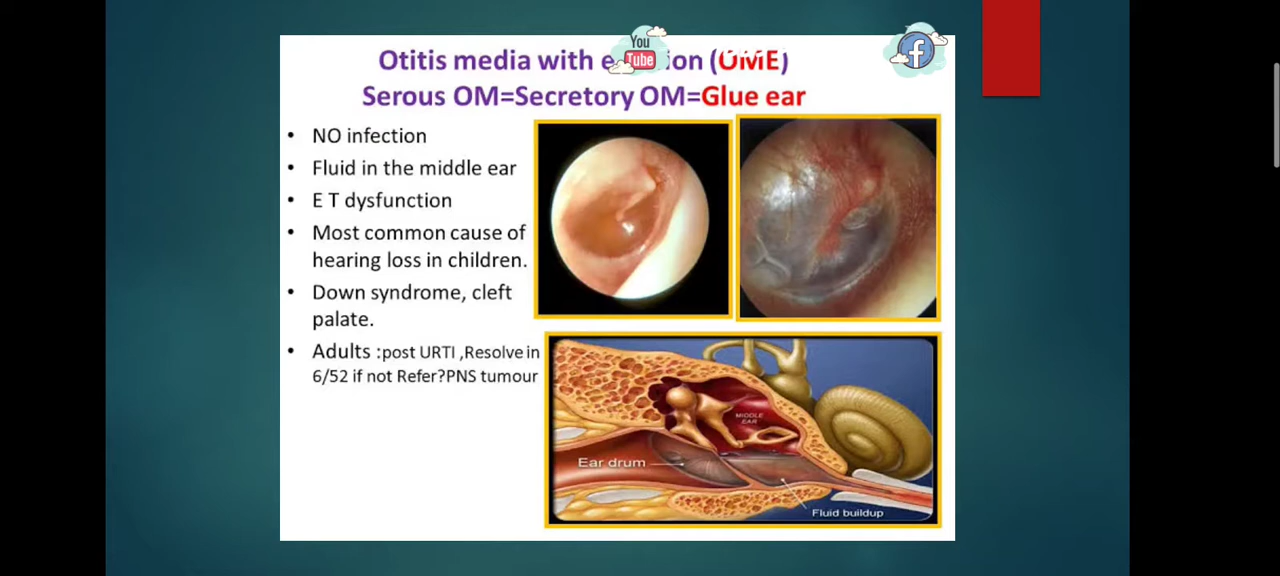 You
Tube
f
Otitis media with e ion (OME)
Serous OM=Secretory OM=Glue ear
• NO infection
• Fluid in the middle ear
• E T dysfunction
• Most common cause of
hearing loss in children.
• Down syndrome, cleft
palate.
• Adults :post URTI ,Resolve in
6/52 if not Refer?PNS tumour
MIDDLE
EAR
Ear drum
Fluid buildup